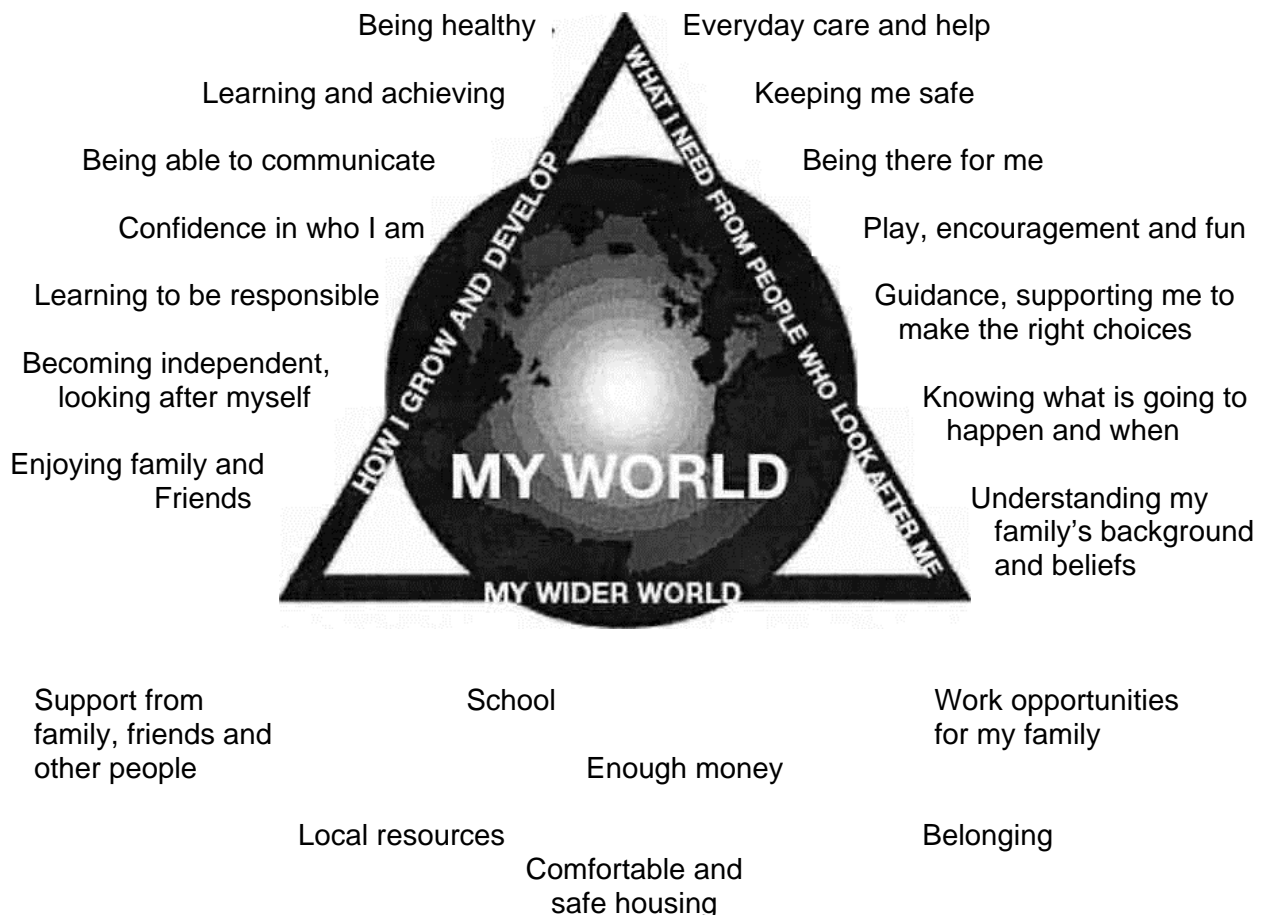 Being healthy
Everyday care and help
Learning and achieving
Keeping me safe
Being able to communicate
Being there for me
Confidence in who I am
Play, encouragement and fun
Learning to be responsible
Guidance, supporting me to
make the right choices
Becoming independent,
looking after myself
Knowing what is going to
happen and when
Enjoying family and
Friends
Understanding my
family's background
and beliefs
HOW I GROW AND DEVELOP
WHAT I NEED FROM PEOPLE WHO LOOK AFTER ME
MY WORLD
MY WIDER WORLD
Support from
family, friends and
other people
School
Work opportunities
for my family
Enough money
Local resources
Belonging
Comfortable and
safe housing